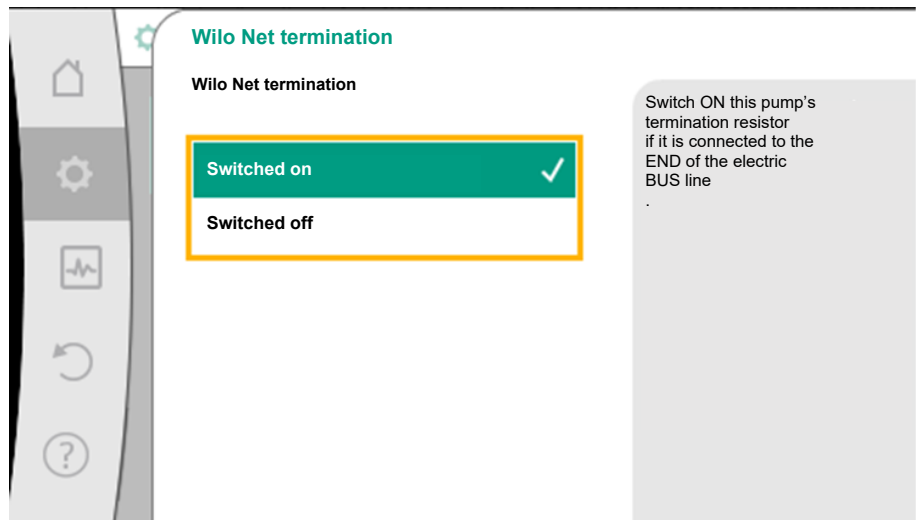 Wilo Net termination
Wilo Net termination
Switched on
Switched off
Switch ON this pump's
termination resistor
if it is connected to the
END of the electric
BUS line
.
?